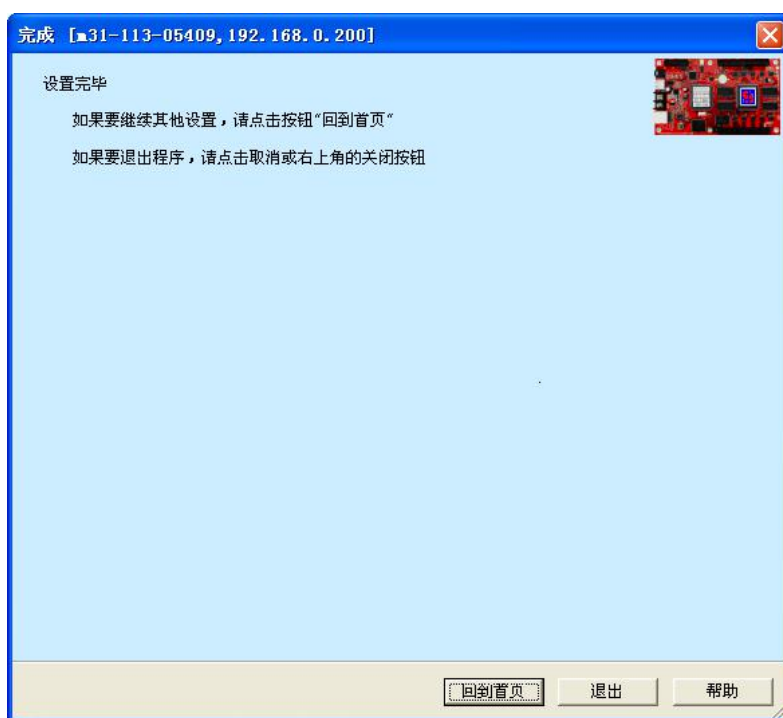 完成 [m31-113-05409,192.168.0.200]
设置完毕
如果要继续其他设置，请点击按钮"回到首页"
如果要退出程序，请点击取消或右上角的关闭按钮
回到首页
退出
帮助